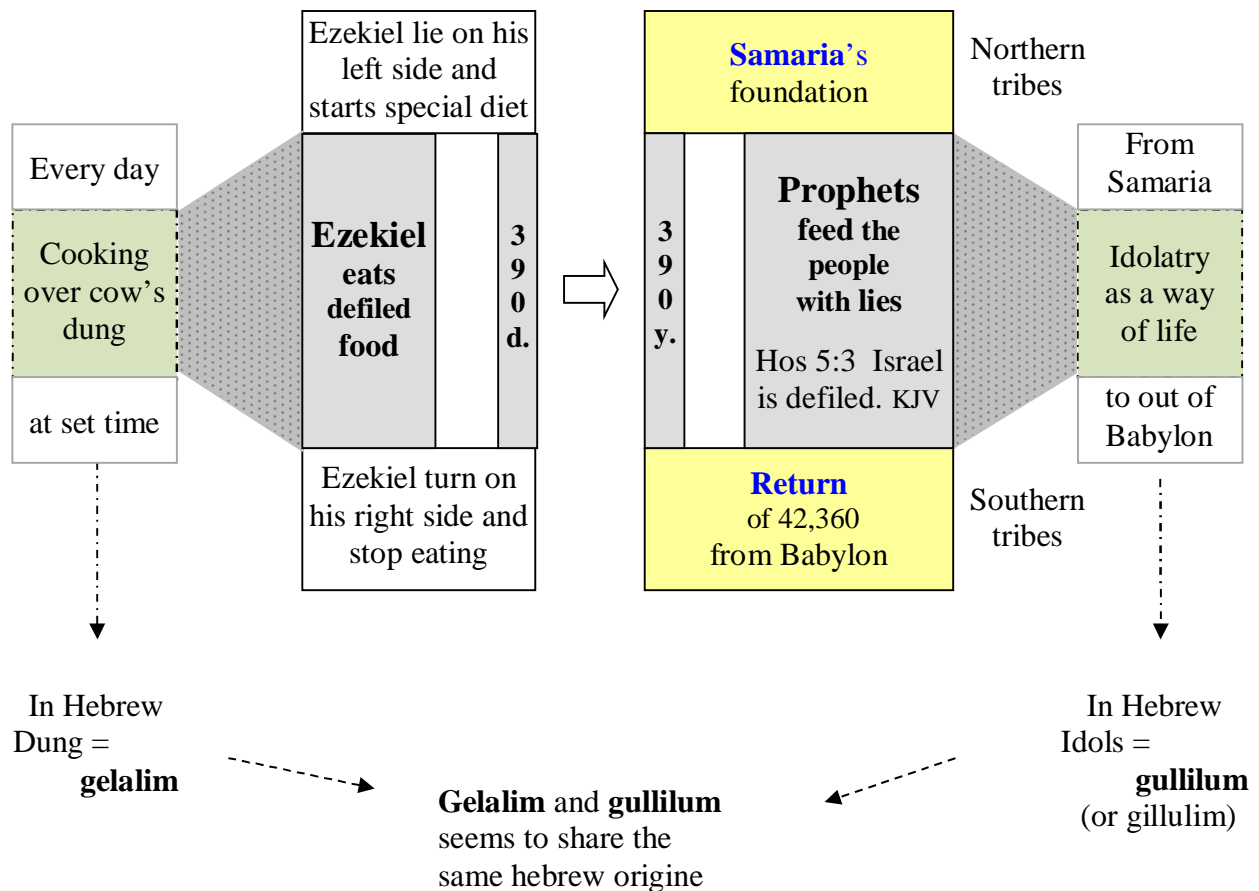 Every day
Cooking
over cow's
dung
at set time
Ezekiel lie on his
left side and
starts special diet
Ezekiel
eats
defiled
food
3
9
0
d.
Ezekiel turn on
his right side and
stop eating
Samaria's
foundation
3
9
0
y.
Prophets
feed the
people
with lies
Hos 5:3 Israel
is defiled. KJV
Return
of 42,360
from Babylon
Northern
tribes
Southern
tribes
From
Samaria
Idolatry
as a way
of life
to out of
Babylon
In Hebrew
Dung =
gelalim
In Hebrew
Idols =
gullilum
(or gillulim)
Gelalim and gullilum
seems to share the
same hebrew origine